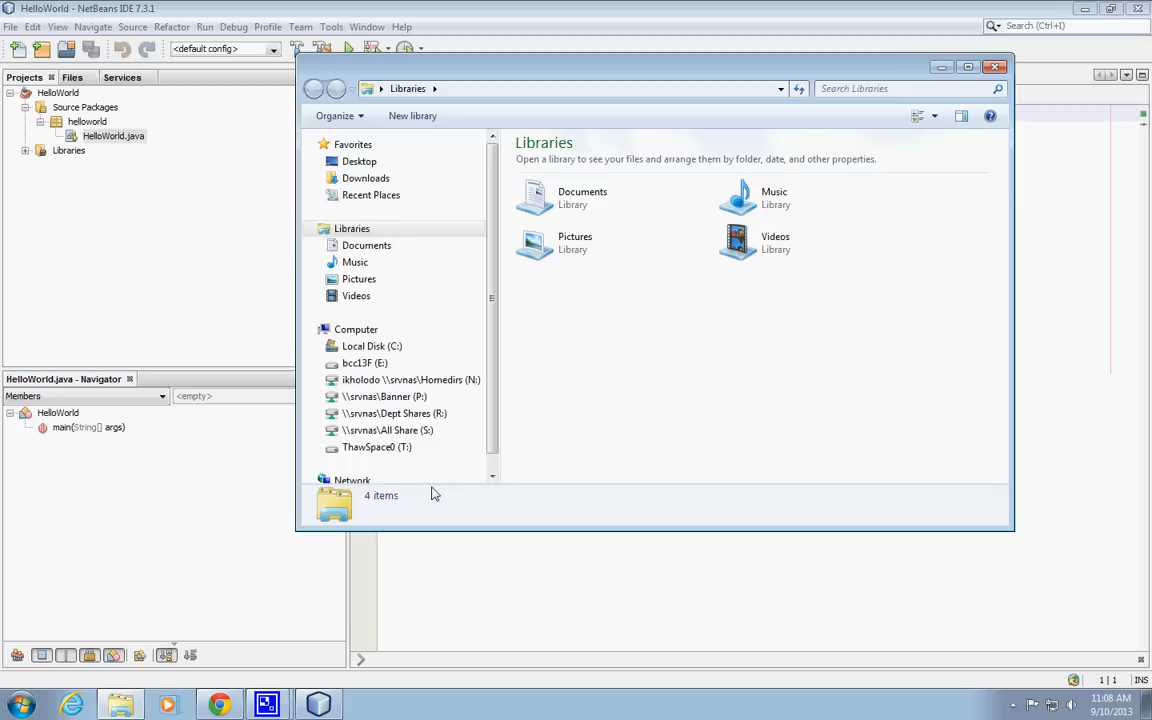 HelloWorld - NetBeans IDE 7.3.1
File Edit View Navigate Source Refactor Run Debug Profile Team Tools Window Help
Search (Ctrl+I)
<default config>
Projects Files Services
HelloWorld
Source Packages
helloworld
HelloWorld.java
Libraries
HelloWorld.java - Navigator
Members
<empty>
HelloWorld
main(String[] args)
Libraries
Search Libraries
Organize
New library
Favorites
Desktop
Downloads
Recent Places
Libraries
Documents
Music
Pictures
Videos
Computer
Local Disk (C:)
bcc13F (E:)
ikholodo \\srvnas\Homedirs (N:)
\\srvnas\Banner (P:)
\\srvnas\Dept Shares (R:)
\\srvnas\All Share (S:)
ThawSpace0 (T:)
Network
Libraries
Open a library to see your files and arrange them by folder, date, and other properties.
Documents
Library
Music
Library
Pictures
Library
Videos
Library
4 items
1 | 1
INS
11:08 AM
9/10/2013